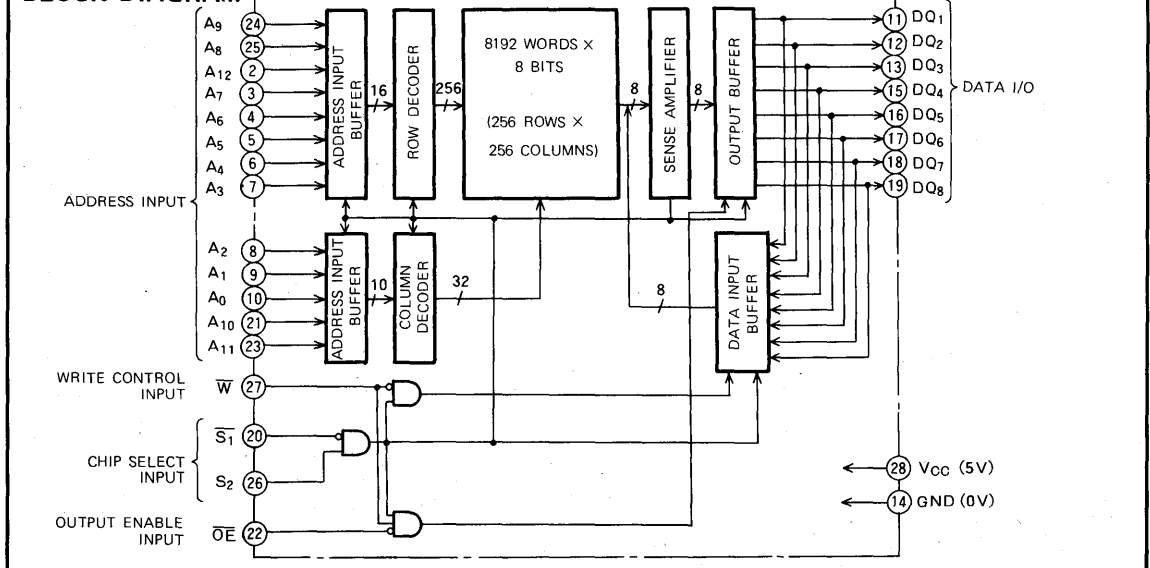 BLOCK DIAGRAM
A9 24
A8 25
A12 2
A7 3
A6 4
A5 5
A4 6
A3 7
ADDRESS INPUT
A2 8
A1 9
A0 10
A10 21
A11 23
WRITE CONTROL
INPUT
W 27
S1 20
CHIP SELECT
INPUT
S2 26
OUTPUT ENABLE
INPUT
OE 22
ADDRESS INPUT
BUFFER
16
ROW DECODER
256
8192 WORDS ×
8 BITS
(256 ROWS ×
256 COLUMNS)
8
SENSE AMPLIFIER
8
OUTPUT BUFFER
ADDRESS INPUT
BUFFER
10
COLUMN
DECODER
32
8
DATA INPUT
BUFFER
11 DQ1
12 DQ2
13 DQ3
15 DQ4
16 DQ5
17 DQ6
18 DQ7
19 DQ8
DATA I/O
28 VCC (5V)
14 GND (0V)